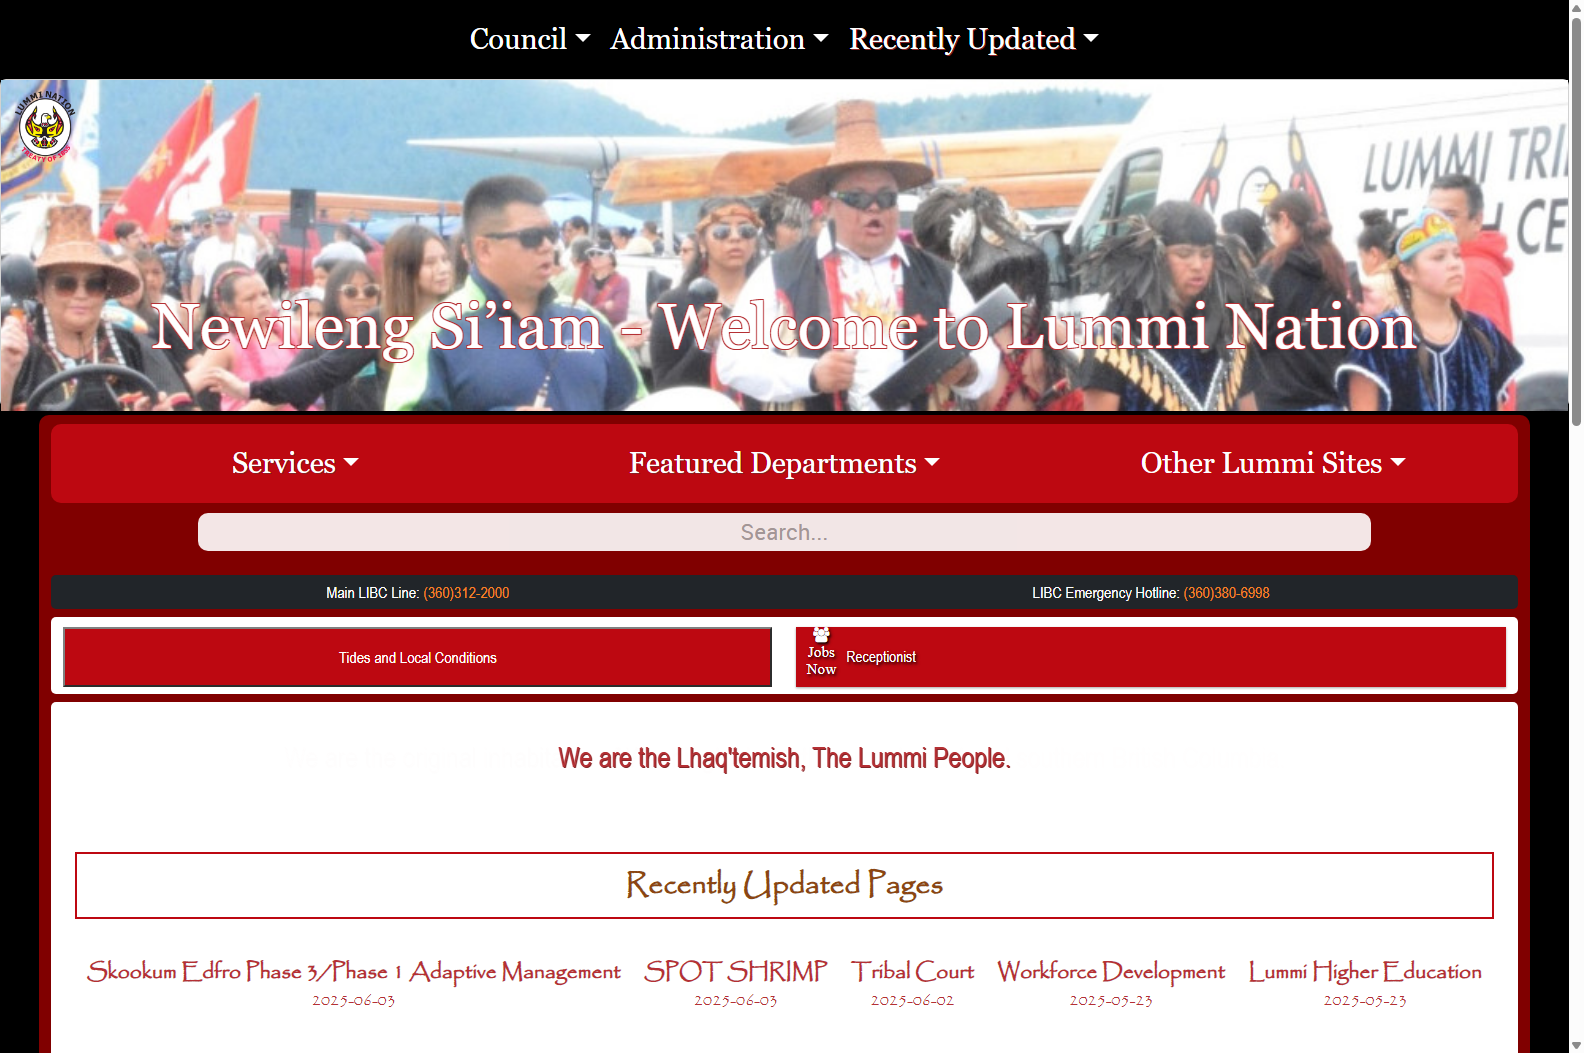 Council
Administration
Recently Updated
LUMMI NATION
TREATY OF 1855
LUMMI TRI
CE
Newileng Si’iam - Welcome to Lummi Nation
Services
Featured Departments
Other Lummi Sites
Search...
Main LIBC Line: (360)312-2000
LIBC Emergency Hotline: (360)380-6998
Tides and Local Conditions
Jobs
Now
Receptionist
We are the Lhaq'temish, The Lummi People.
Recently Updated Pages
Skookum Edfro Phase 3/Phase 1 Adaptive Management
2025-06-03
SPOT SHRIMP
2025-06-03
Tribal Court
2025-06-02
Workforce Development
2025-05-23
Lummi Higher Education
2025-05-23